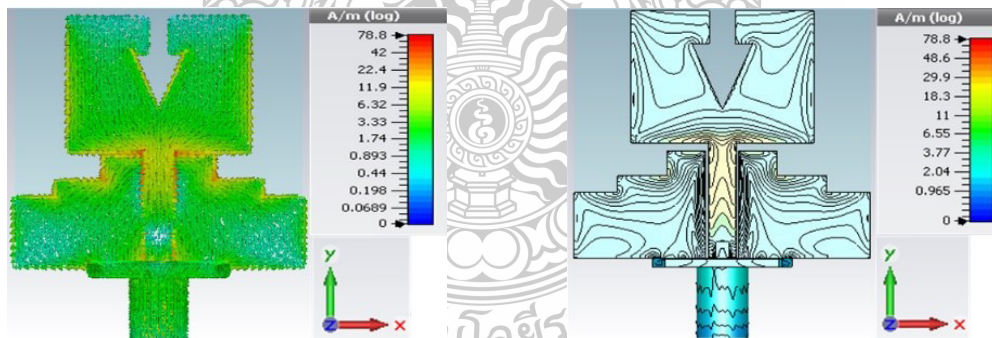 A/m (log)
78.8
42
22.4
11.9
6.32
3.33
1.74
0.893
0.44
0.198
0.0689
0
y
z
x
A/m (log)
78.8
48.6
29.9
18.3
11
6.55
3.77
2.04
0.965
0
y
z
x